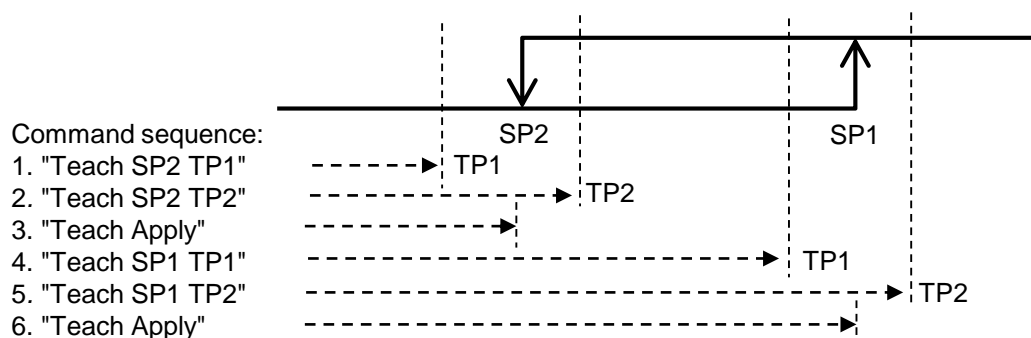 SP2 SP1
Command sequence:
1. "Teach SP2 TP1" TP1
2. "Teach SP2 TP2" TP2
3. "Teach Apply"
4. "Teach SP1 TP1" TP1
5. "Teach SP1 TP2" TP2
6. "Teach Apply"